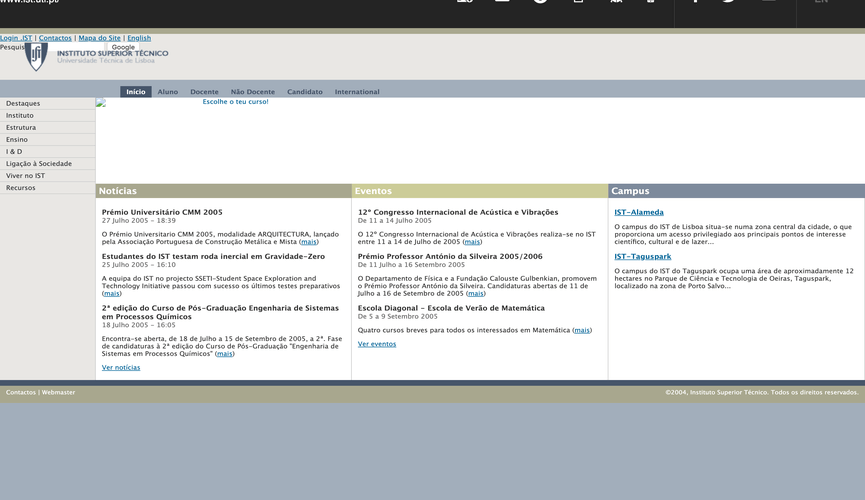 www.ist.utl.pt/
Login .IST | Contactos | Mapa do Site | English
Pesquis
Google
INSTITUTO SUPERIOR TÉCNICO
Universidade Técnica de Lisboa
Início Aluno Docente Não Docente Candidato International
Destaques
Instituto
Estrutura
Ensino
I & D
Ligação à Sociedade
Viver no IST
Recursos
Escolhe o teu curso!
Notícias
Prémio Universitário CMM 2005
27 Julho 2005 - 18:39
O Prémio Universitario CMM 2005, modalidade ARQUITECTURA, lançado
pela Associação Portuguesa de Construção Metálica e Mista (mais)
Estudantes do IST testam roda inercial em Gravidade-Zero
25 Julho 2005 - 16:10
A equipa do IST no projecto SSETI-Student Space Exploration and
Technology Initiative passou com sucesso os últimos testes preparativos
(mais)
2ª edição do Curso de Pós-Graduação Engenharia de Sistemas
em Processos Químicos
18 Julho 2005 - 16:05
Encontra-se aberta, de 18 de Julho a 15 de Setembro de 2005, a 2ª. Fase
de candidaturas à 2ª edição do Curso de Pós-Graduação "Engenharia de
Sistemas em Processos Químicos" (mais)
Ver notícias
Eventos
12º Congresso Internacional de Acústica e Vibrações
De 11 a 14 Julho 2005
O 12º Congresso Internacional de Acústica e Vibrações realiza-se no IST
entre 11 a 14 de Julho de 2005 (mais)
Prémio Professor António da Silveira 2005/2006
De 11 Julho a 16 Setembro 2005
O Departamento de Física e a Fundação Calouste Gulbenkian, promovem
o Prémio Professor António da Silveira. Candidaturas abertas de 11 de
Julho a 16 de Setembro de 2005 (mais)
Escola Diagonal - Escola de Verão de Matemática
De 5 a 9 Setembro 2005
Quatro cursos breves para todos os interessados em Matemática (mais)
Ver eventos
Campus
IST-Alameda
O campus do IST de Lisboa situa-se numa zona central da cidade, o que
proporciona um acesso privilegiado aos principais pontos de interesse
científico, cultural e de lazer...
IST-Taguspark
O campus do IST do Taguspark ocupa uma área de aproximadamente 12
hectares no Parque de Ciência e Tecnologia de Oeiras, Taguspark,
localizado na zona de Porto Salvo...
Contactos | Webmaster
©2004, Instituto Superior Técnico. Todos os direitos reservados.